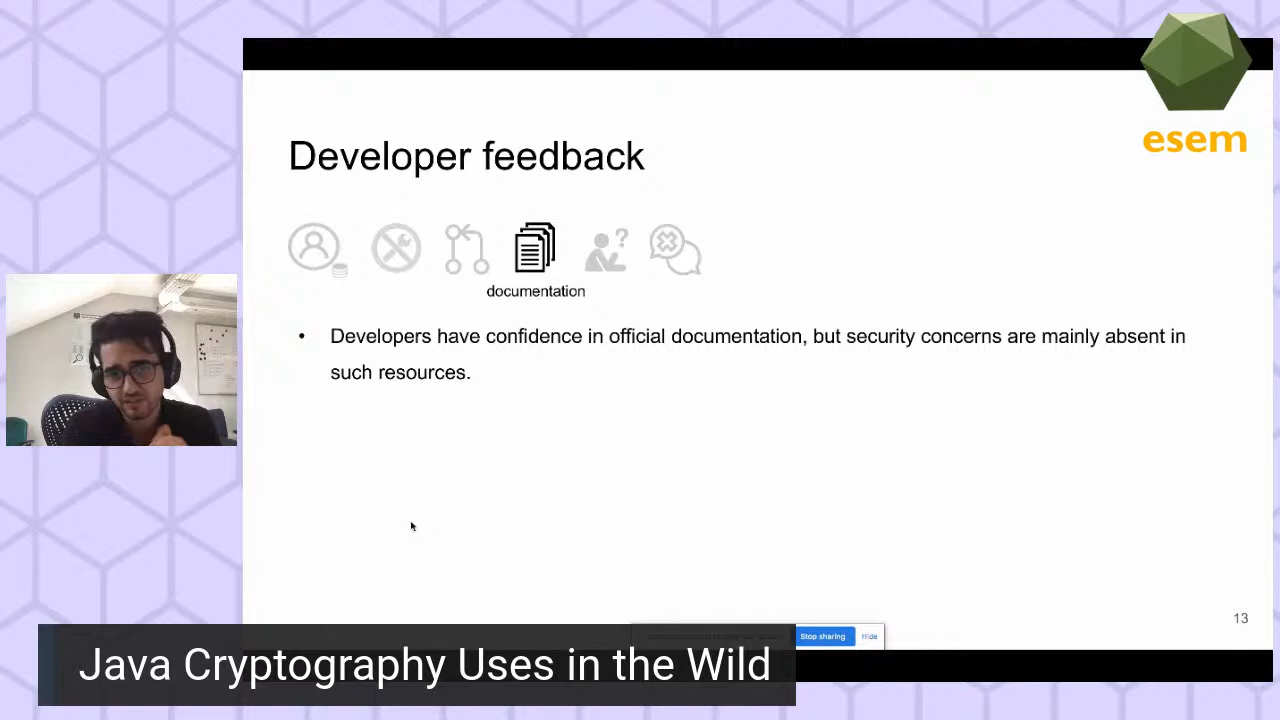 esem
Developer feedback
documentation
• Developers have confidence in official documentation, but security concerns are mainly absent in
such resources.
13
Stop sharing
Hide
Java Cryptography Uses in the Wild